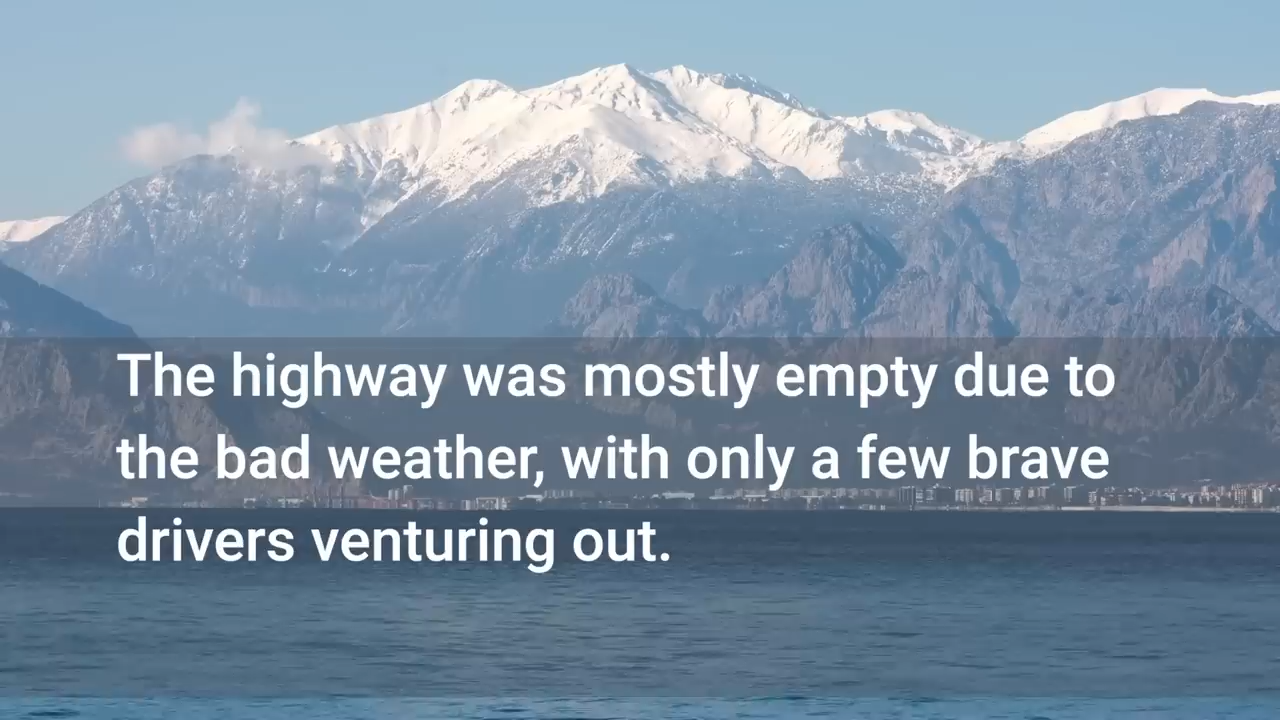 The highway was mostly empty due to
the bad weather, with only a few brave
drivers venturing out.